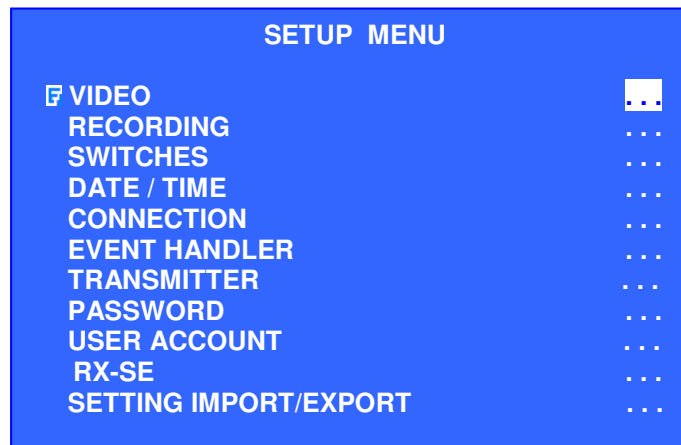 SETUP MENU
F VIDEO ...
RECORDING ...
SWITCHES ...
DATE / TIME ...
CONNECTION ...
EVENT HANDLER ...
TRANSMITTER ...
PASSWORD ...
USER ACCOUNT ...
RX-SE ...
SETTING IMPORT/EXPORT ...